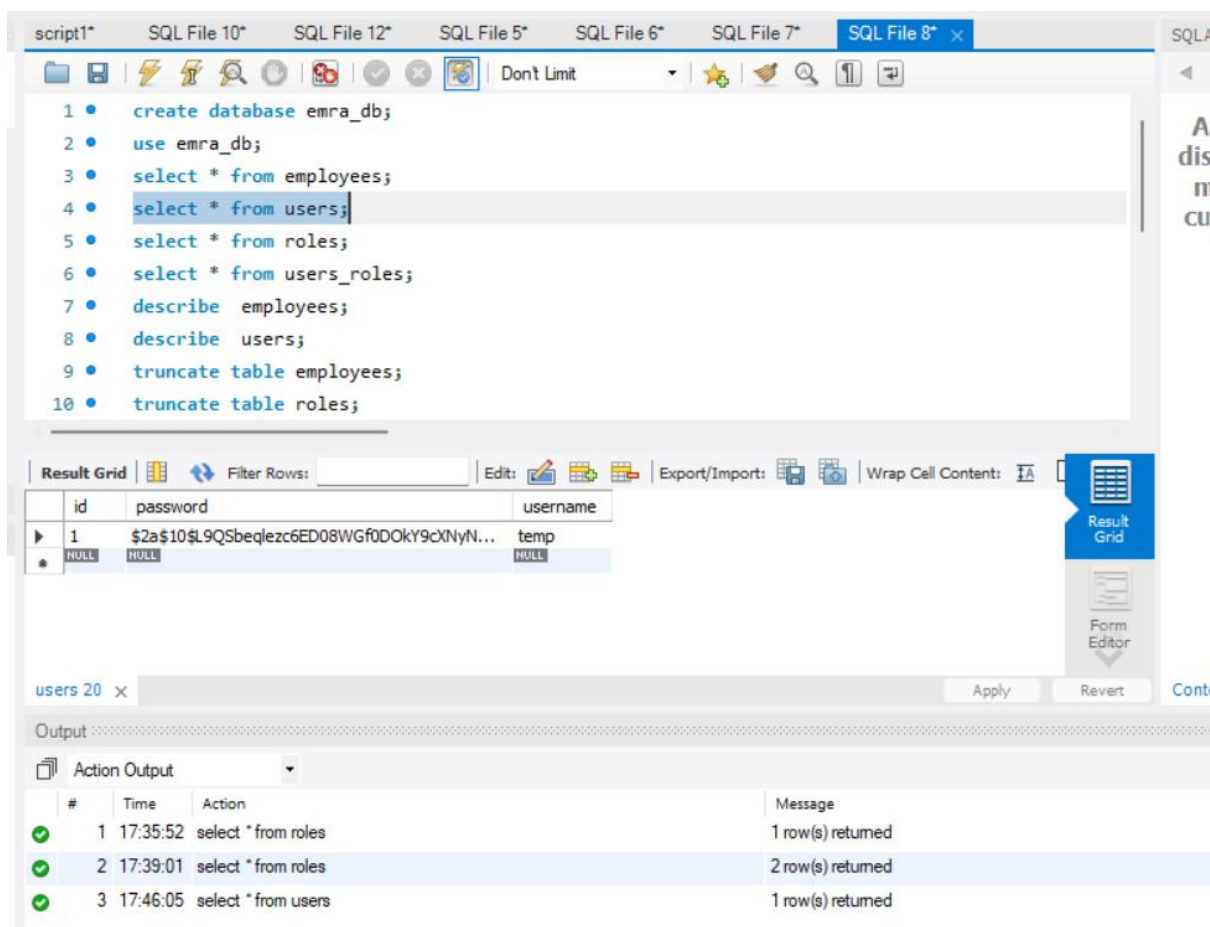 script1* SQL File 10* SQL File 12* SQL File 5* SQL File 6* SQL File 7* SQL File 8*
Don't Limit
1 create database emra_db;
2 use emra_db;
3 select * from employees;
4 select * from users;
5 select * from roles;
6 select * from users_roles;
7 describe employees;
8 describe users;
9 truncate table employees;
10 truncate table roles;
Result Grid Filter Rows: Edit: Export/Import: Wrap Cell Content:
id password username
1 $2a$10$L9QSbeqlezc6ED08WGf0DOkY9cXNyN... temp
NULL NULL NULL
Result
Grid
Form
Editor
users 20 Apply Revert
Output
Action Output
# Time Action Message
1 17:35:52 select * from roles 1 row(s) returned
2 17:39:01 select * from roles 2 row(s) returned
3 17:46:05 select * from users 1 row(s) returned